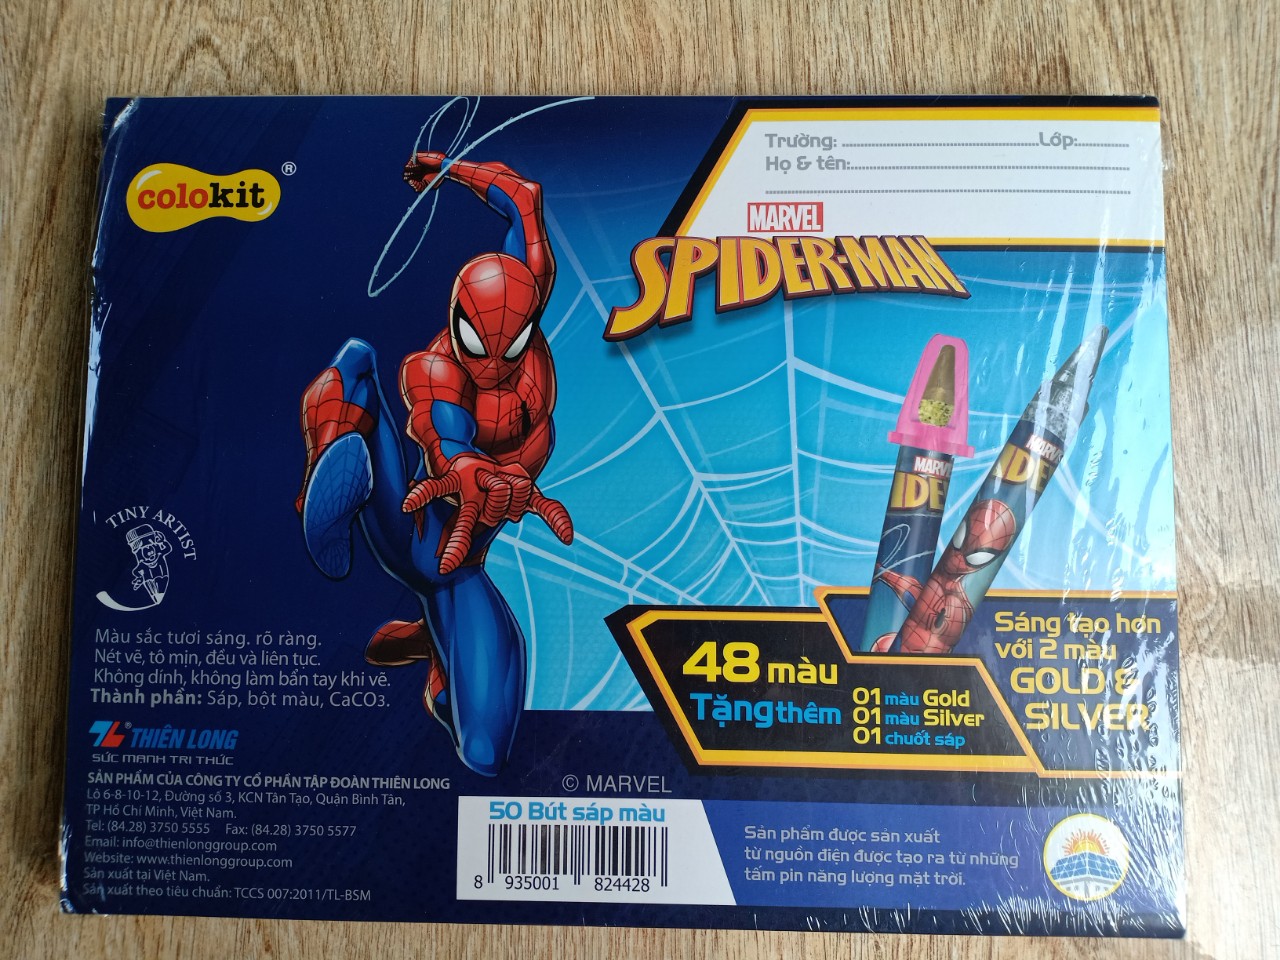 colokit®
Trường: Lớp:
Họ & tên:
MARVEL
SPIDER-MAN
MARV
IDE
MARVE
IDE
TINY ARTIST
Màu sắc tươi sáng. rõ ràng.
Nét vẽ, tô mịn, đều và liên tục.
Không dính, không làm bẩn tay khi vẽ.
Thành phần: Sáp, bột màu, CaCO3.
48 màu
Tặng thêm
01 màu Gold
01 màu Silver
01 chuốt sáp
Sáng tạo hơn
với 2 màu
GOLD &
SILVER
TL® THIÊN LONG
SỨC MẠNH TRI THỨC
SẢN PHẨM CỦA CÔNG TY CỔ PHẦN TẬP ĐOÀN THIÊN LONG
Lô 6-8-10-12, Đường số 3, KCN Tân Tạo, Quận Bình Tân,
TP Hồ Chí Minh, Việt Nam.
Tel: (84.28) 3750 5555 Fax: (84.28) 3750 5577
Email: info@thienlonggroup.com
Website: www.thienlonggroup.com
Sản xuất tại Việt Nam.
Sản xuất theo tiêu chuẩn: TCCS 007:2011/TL-BSM
© MARVEL
50 Bút sáp màu
8 935001 824428
Sản phẩm được sản xuất
từ nguồn điện được tạo ra từ những
tấm pin năng lượng mặt trời.